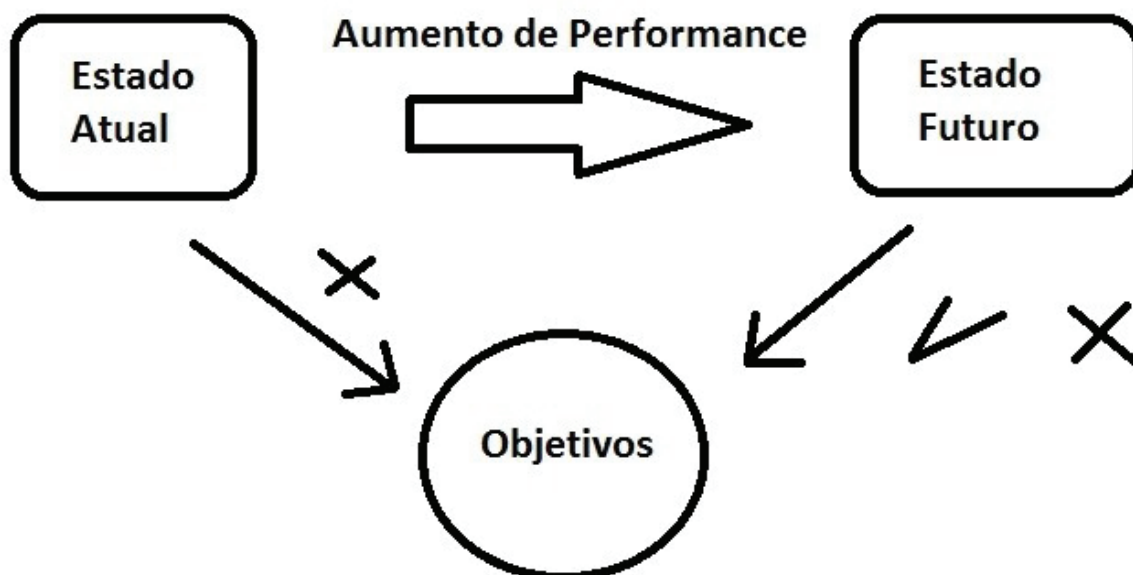 Aumento de Performance
Estado
Atual
Estado
Futuro
Objetivos